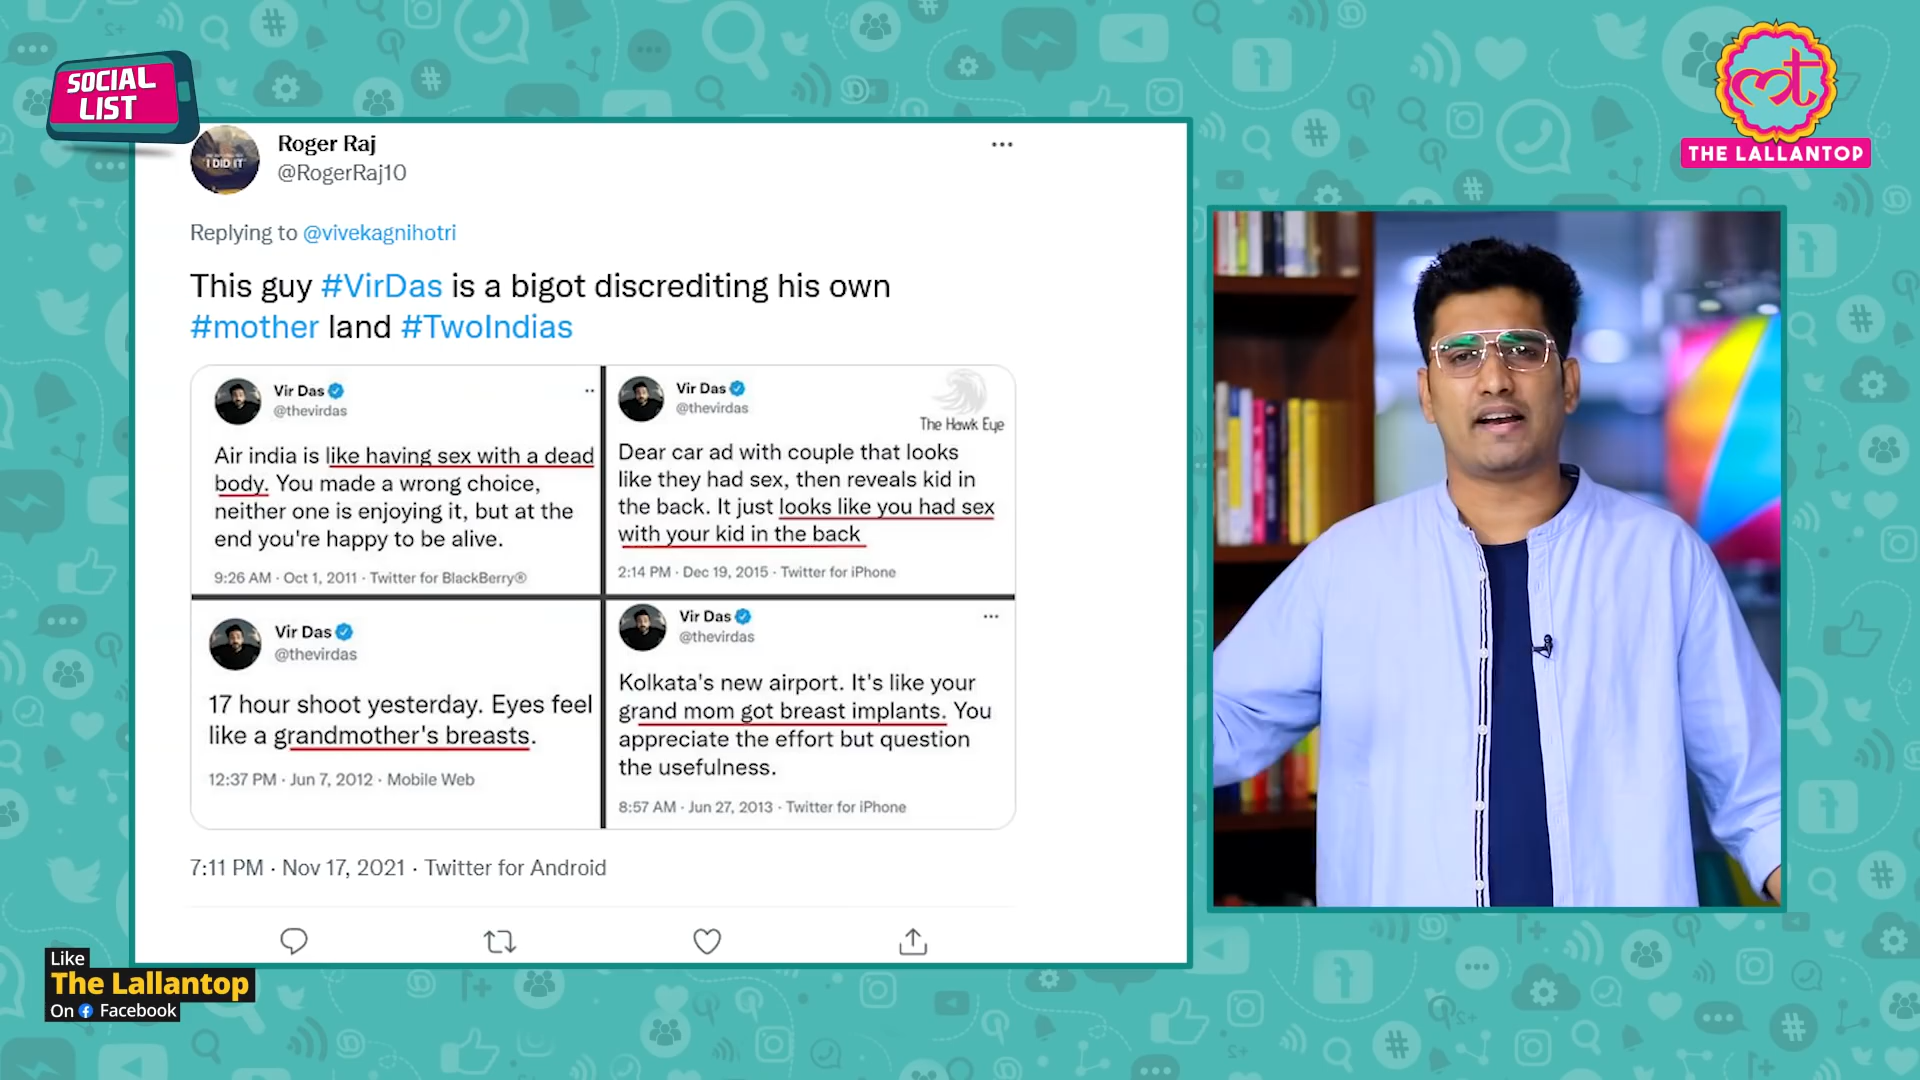 SOCIAL
LIST
Roger Raj
@RogerRaj10
I DID IT
Replying to @vivekagnihotri
This guy #VirDas is a bigot discrediting his own
#mother land #TwoIndias
Vir Das
@thevirdas
Air india is like having sex with a dead
body. You made a wrong choice,
neither one is enjoying it, but at the
end you're happy to be alive.
9:26 AM · Oct 1, 2011 · Twitter for BlackBerry®
Vir Das
@thevirdas
The Hawk Eye
Dear car ad with couple that looks
like they had sex, then reveals kid in
the back. It just looks like you had sex
with your kid in the back
2:14 PM · Dec 19, 2015 · Twitter for iPhone
Vir Das
@thevirdas
17 hour shoot yesterday. Eyes feel
like a grandmother's breasts.
12:37 PM · Jun 7, 2012 · Mobile Web
Vir Das
@thevirdas
Kolkata's new airport. It's like your
grand mom got breast implants. You
appreciate the effort but question
the usefulness.
8:57 AM · Jun 27, 2013 · Twitter for iPhone
7:11 PM · Nov 17, 2021 · Twitter for Android
Like
The Lallantop
On Facebook
THE LALLANTOP